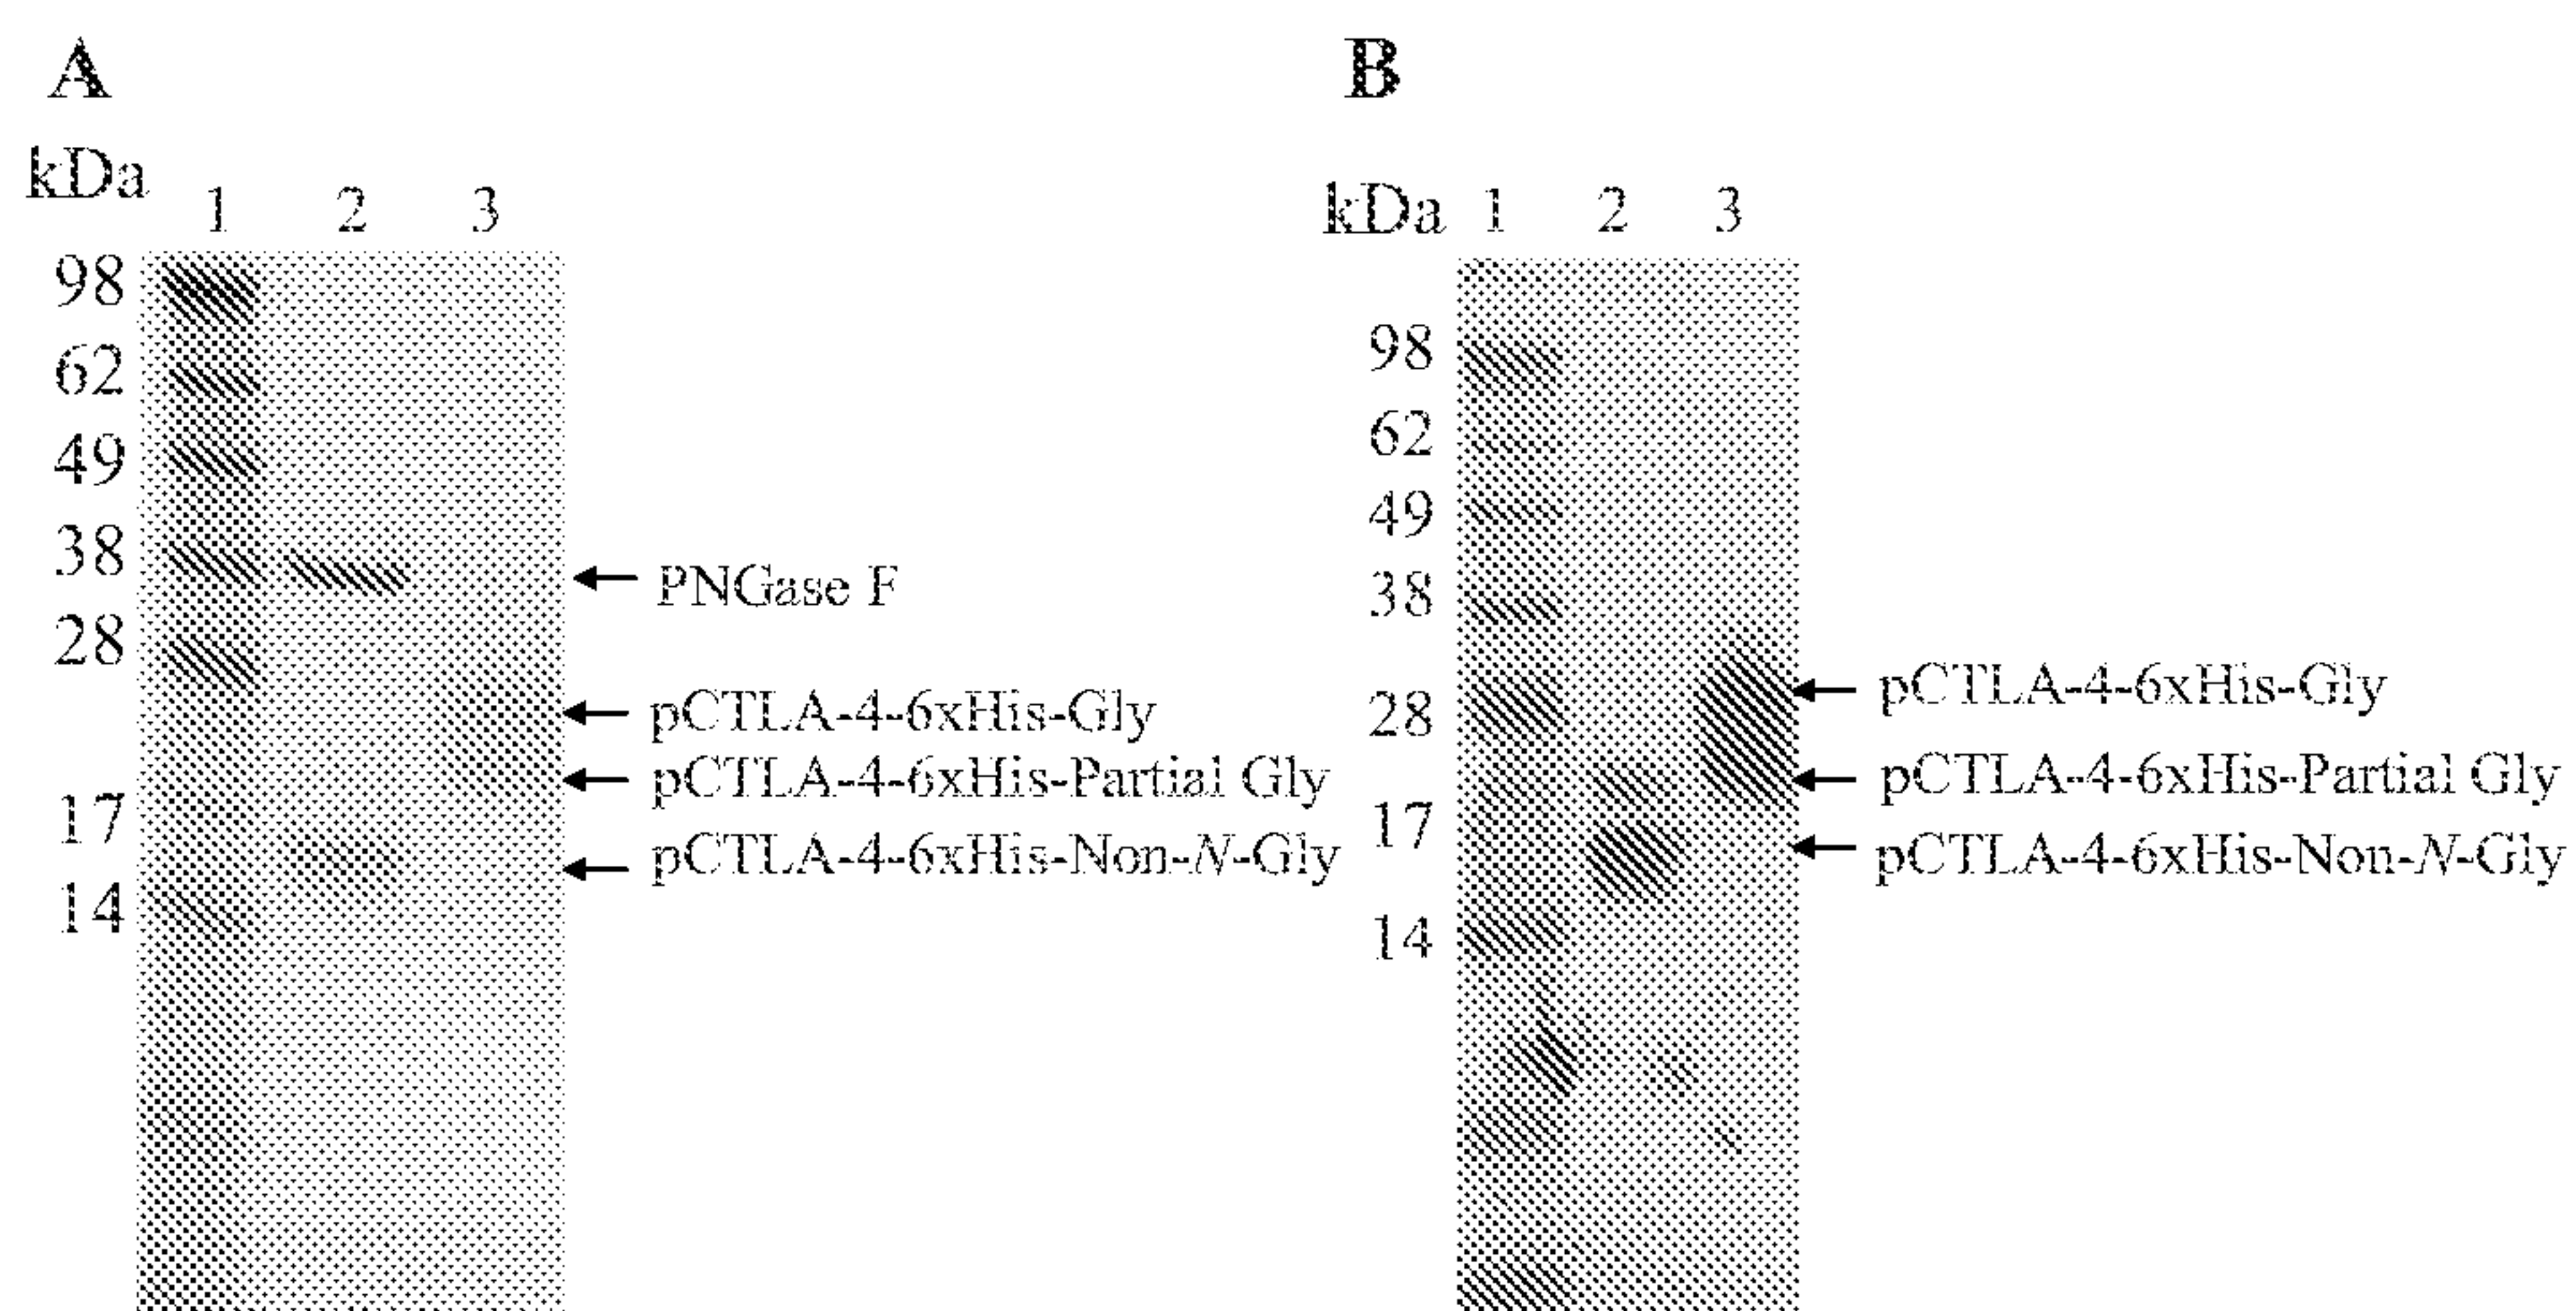 A
kDa 1 2 3
98
62
49
38
28
17
14
PNGase F
pCTLA-4-6xHis-Gly
pCTLA-4-6xHis-Partial Gly
pCTLA-4-6xHis-Non-N-Gly
B
kDa 1 2 3
98
62
49
38
28
17
14
pCTLA-4-6xHis-Gly
pCTLA-4-6xHis-Partial Gly
pCTLA-4-6xHis-Non-N-Gly